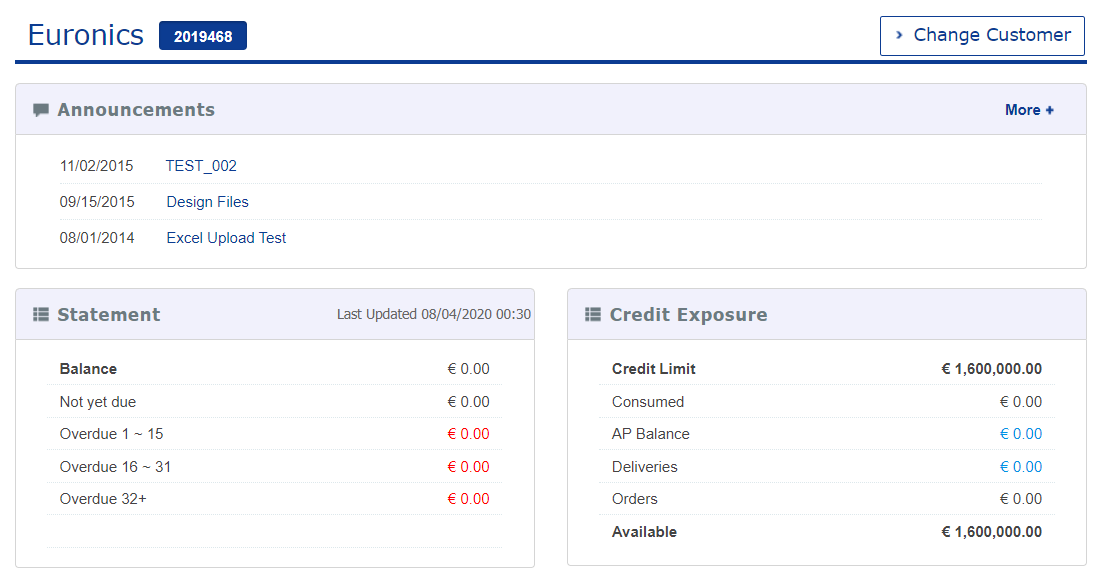 Euronics 2019468 › Change Customer
Announcements More +
11/02/2015 TEST_002
09/15/2015 Design Files
08/01/2014 Excel Upload Test
Statement Last Updated 08/04/2020 00:30
Balance € 0.00
Not yet due € 0.00
Overdue 1 ~ 15 € 0.00
Overdue 16 ~ 31 € 0.00
Overdue 32+ € 0.00
Credit Exposure
Credit Limit € 1,600,000.00
Consumed € 0.00
AP Balance € 0.00
Deliveries € 0.00
Orders € 0.00
Available € 1,600,000.00